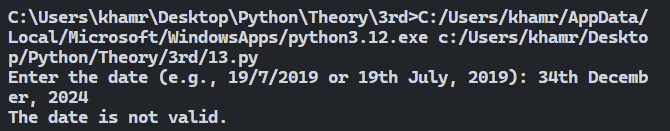 C:\Users\khamr\Desktop\Python\Theory\3rd>C:/Users/khamr/AppData/
Local/Microsoft/WindowsApps/python3.12.exe c:/Users/khamr/Deskto
p/Python/Theory/3rd/13.py
Enter the date (e.g., 19/7/2019 or 19th July, 2019): 34th Decemb
er, 2024
The date is not valid.